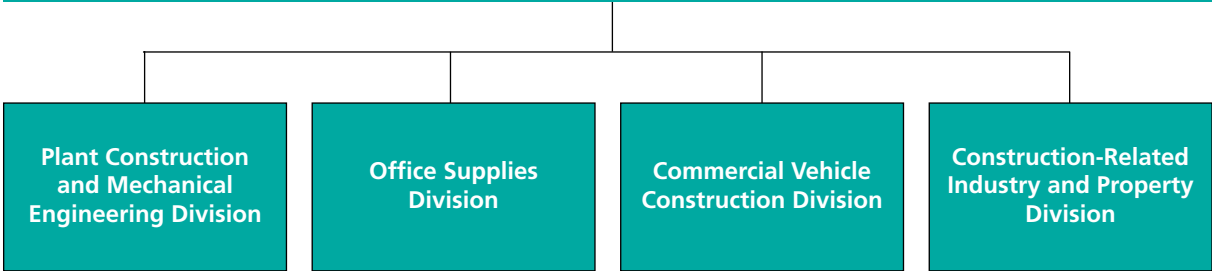 Plant Construction
and Mechanical
Engineering Division
Office Supplies
Division
Commercial Vehicle
Construction Division
Construction-Related
Industry and Property
Division